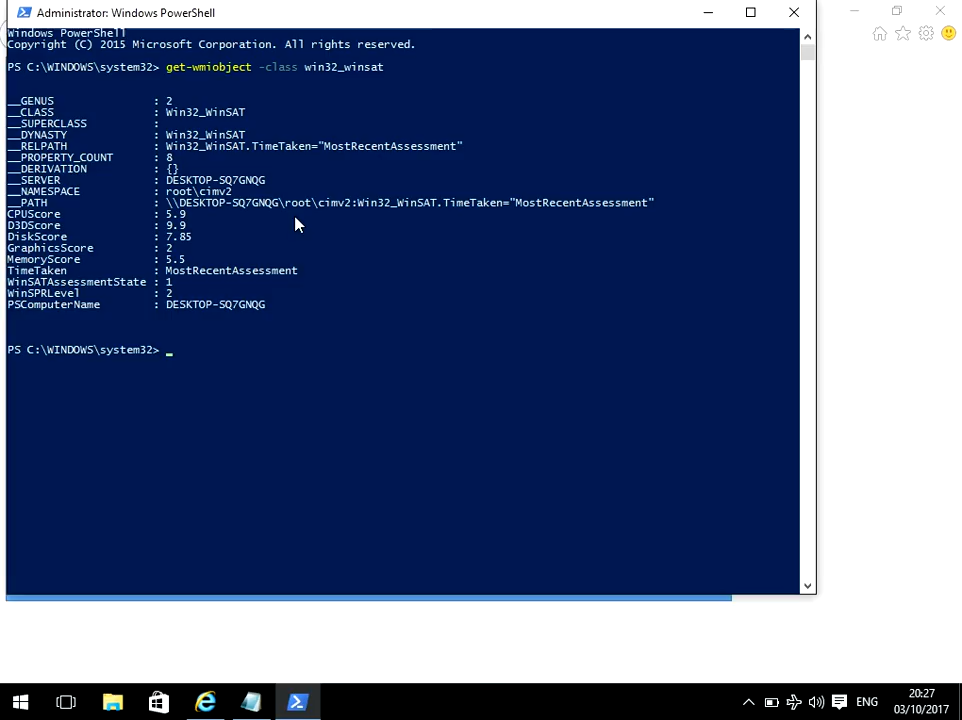 Administrator: Windows PowerShell
Windows PowerShell
Copyright (C) 2015 Microsoft Corporation. All rights reserved.
PS C:\WINDOWS\system32> get-wmiobject -class win32_winsat
__GENUS : 2
__CLASS : Win32_WinSAT
__SUPERCLASS :
__DYNASTY : Win32_WinSAT
__RELPATH : Win32_WinSAT.TimeTaken="MostRecentAssessment"
__PROPERTY_COUNT : 8
__DERIVATION : {}
__SERVER : DESKTOP-SQ7GNQG
__NAMESPACE : root\cimv2
__PATH : \\DESKTOP-SQ7GNQG\root\cimv2:Win32_WinSAT.TimeTaken="MostRecentAssessment"
CPUScore : 5.9
D3DScore : 9.9
DiskScore : 7.85
GraphicsScore : 2
MemoryScore : 5.5
TimeTaken : MostRecentAssessment
WinSATAssessmentState : 1
WinSPRLevel : 2
PSComputerName : DESKTOP-SQ7GNQG
PS C:\WINDOWS\system32> _
ENG
20:27
03/10/2017